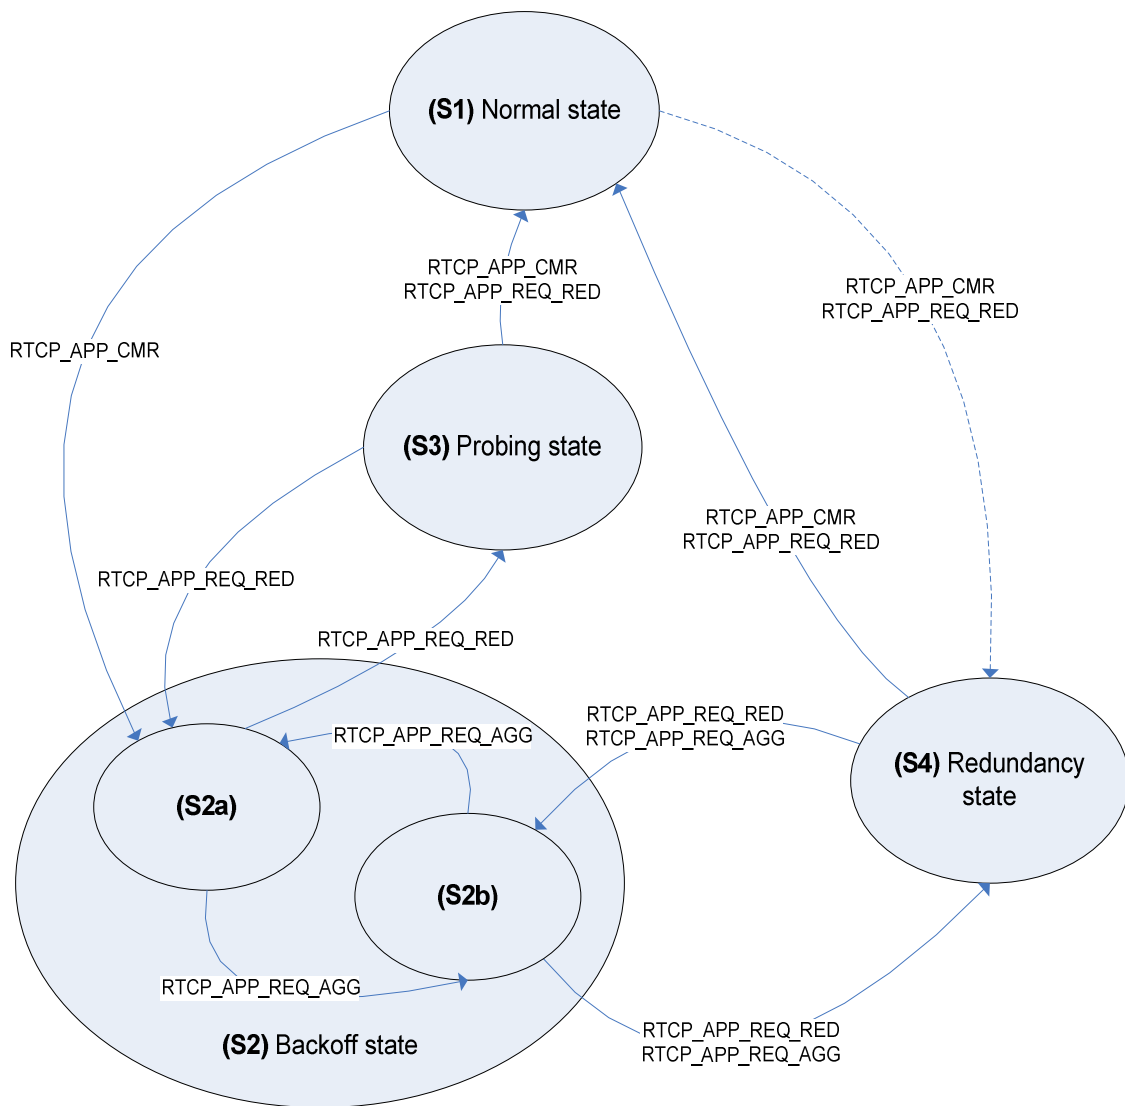 (S1) Normal state
RTCP_APP_CMR
RTCP_APP_REQ_RED
RTCP_APP_CMR
RTCP_APP_REQ_RED
RTCP_APP_CMR
(S3) Probing state
RTCP_APP_CMR
RTCP_APP_REQ_RED
RTCP_APP_REQ_RED
RTCP_APP_REQ_RED
RTCP_APP_REQ_RED
RTCP_APP_REQ_AGG
RTCP_APP_REQ_AGG
(S4) Redundancy
state
(S2a)
(S2b)
RTCP_APP_REQ_AGG
RTCP_APP_REQ_RED
RTCP_APP_REQ_AGG
(S2) Backoff state